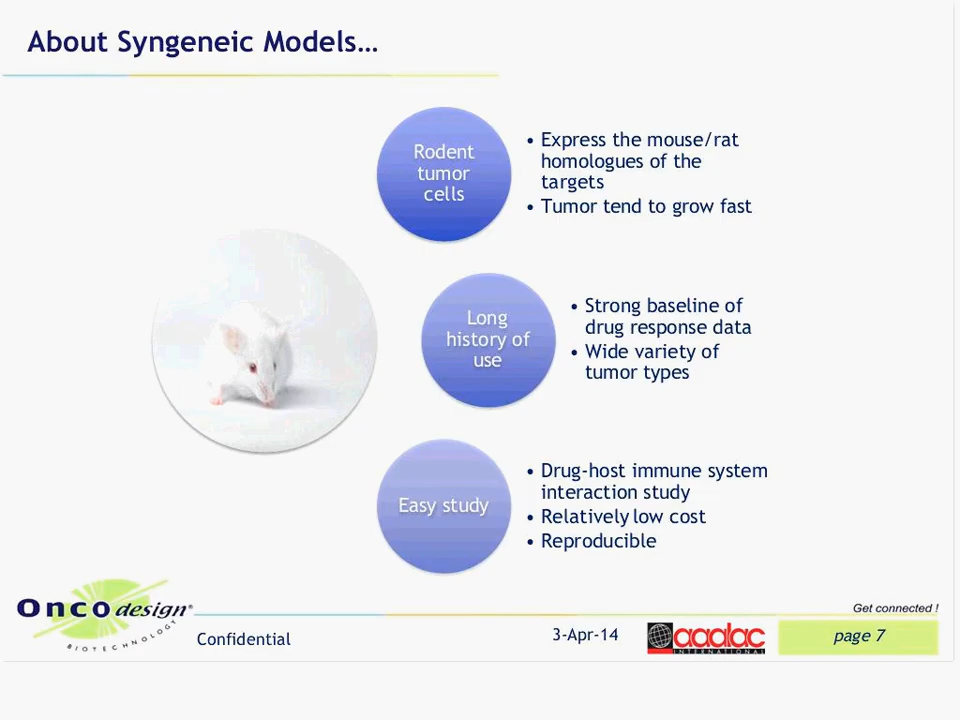 About Syngeneic Models…
Rodent
tumor
cells
• Express the mouse/rat
homologues of the
targets
• Tumor tend to grow fast
Long
history of
use
• Strong baseline of
drug response data
• Wide variety of
tumor types
Easy study
• Drug-host immune system
interaction study
• Relatively low cost
• Reproducible
Oncodesign®
BIOTECHNOLOGY
Get connected !
Confidential
3-Apr-14
aaalac
INTERNATIONAL
page 7